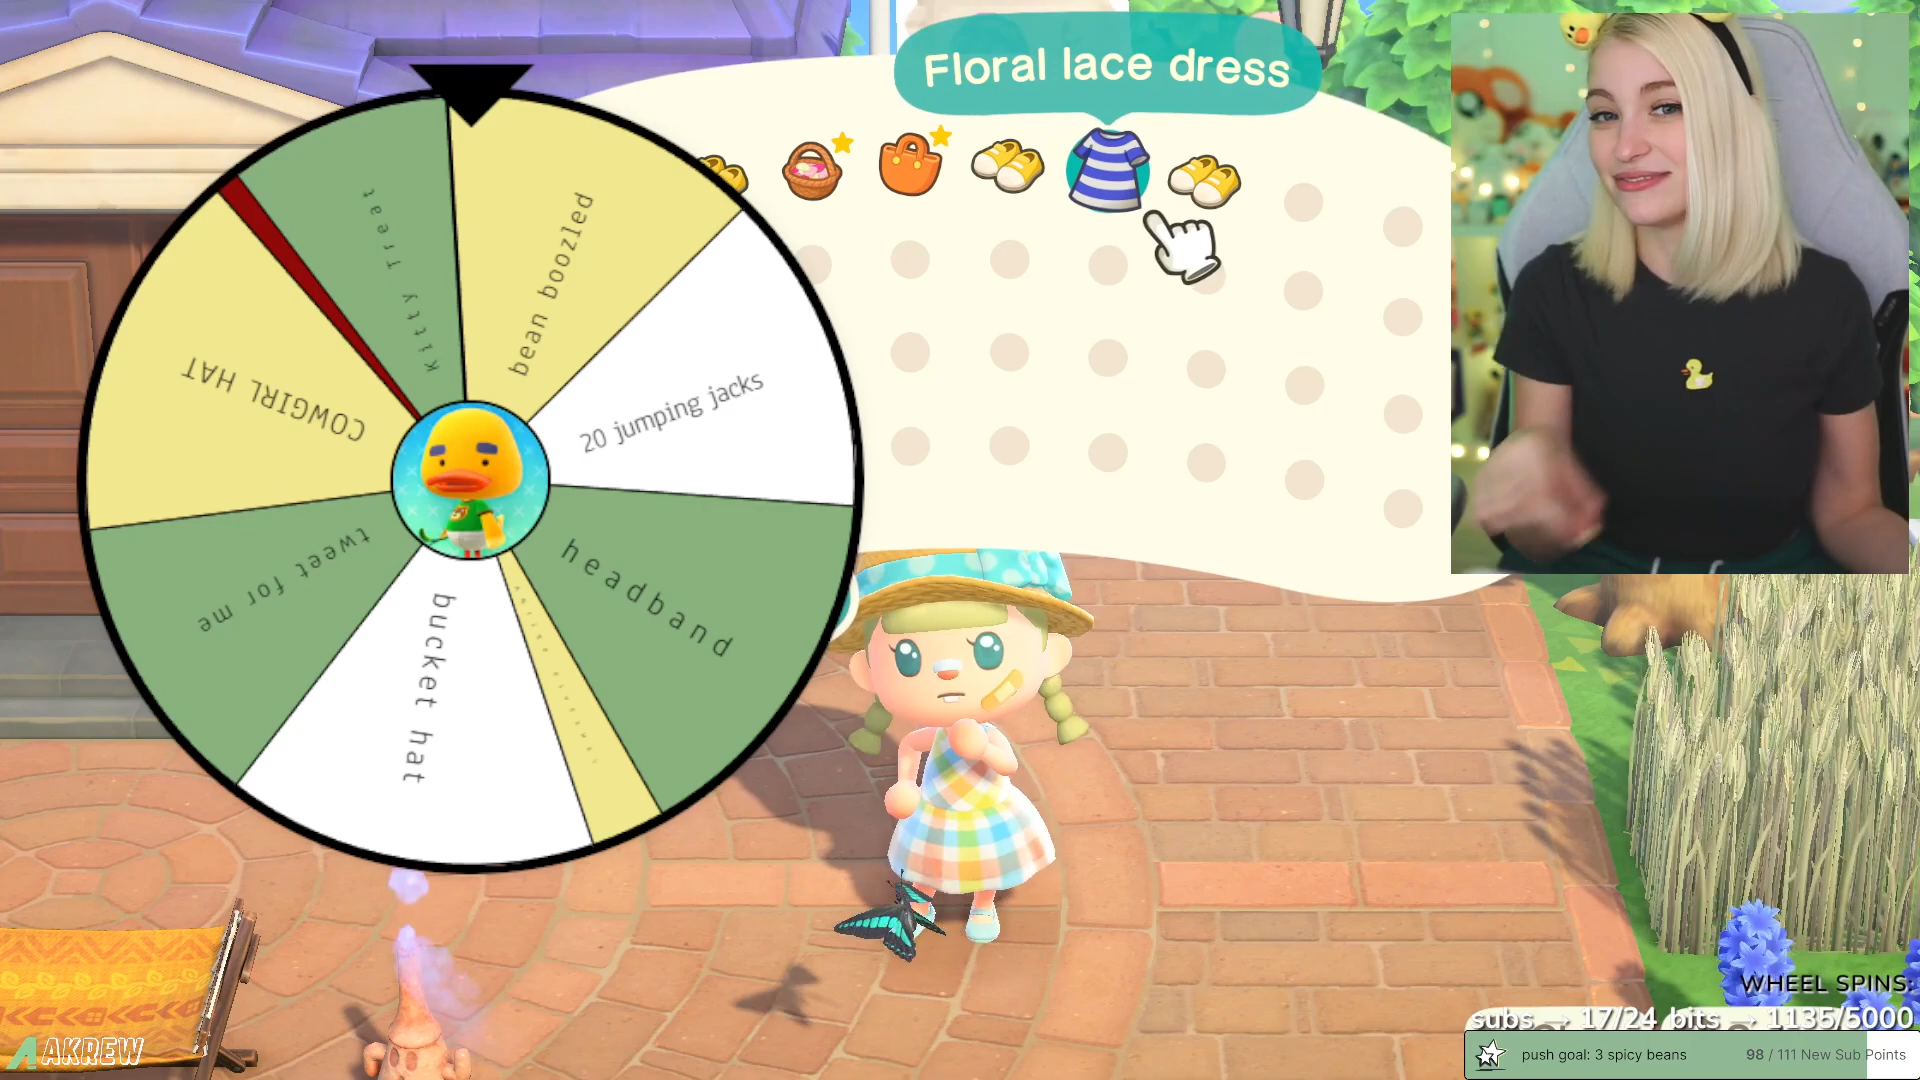 Floral lace dress
Kitty Treat
bean boozled
20 jumping jacks
headband
bucket hat
tweet for me
COWGIRL HAT
WHEEL SPINS:
subs → 17/24 bits → 1135/5000
push goal: 3 spicy beans 98 / 111 New Sub Points
AKREW